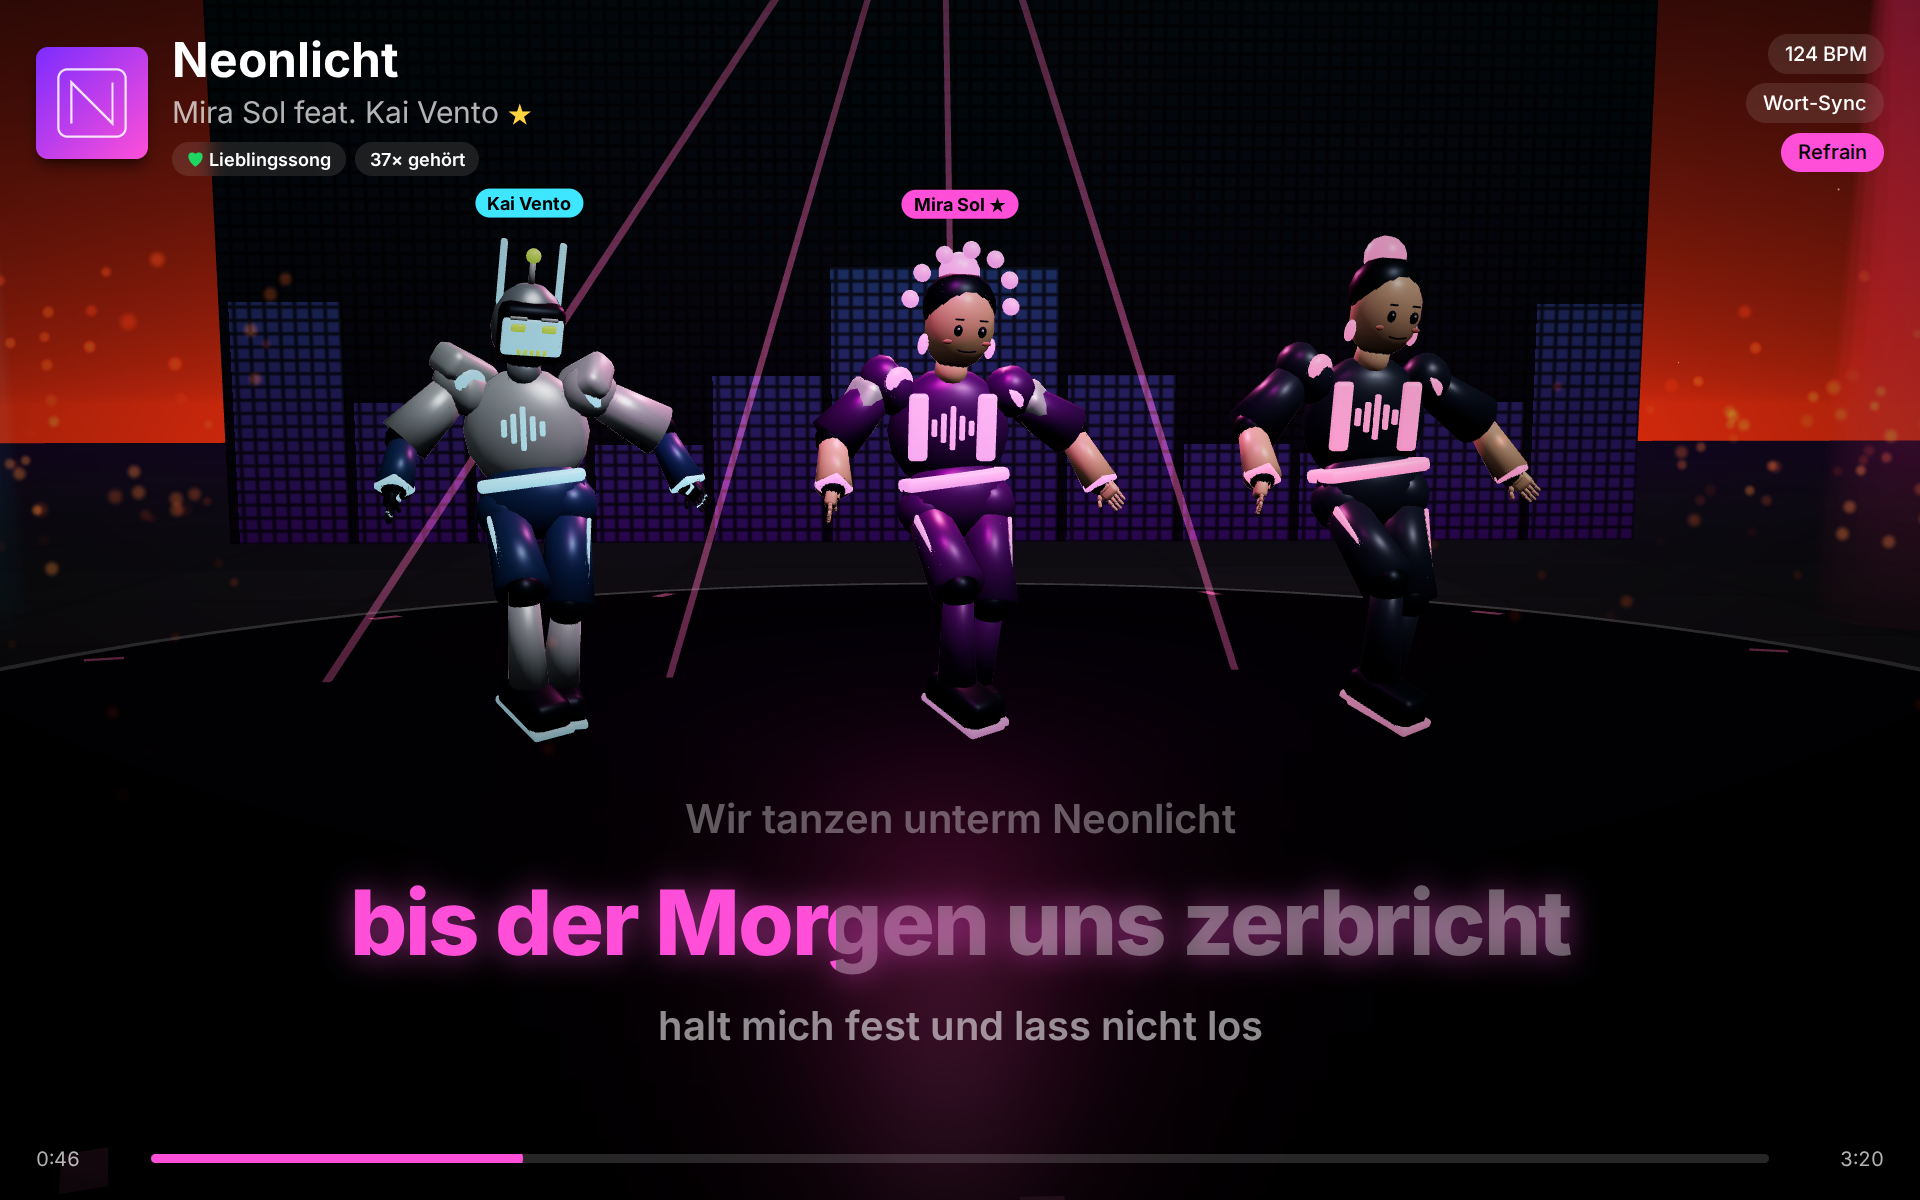 Neonlicht
Mira Sol feat. Kai Vento ★
Lieblingssong
37× gehört
124 BPM
Wort-Sync
Refrain
Kai Vento
Mira Sol ★
Wir tanzen unterm Neonlicht
bis der Morgen uns zerbricht
halt mich fest und lass nicht los
0:46
3:20